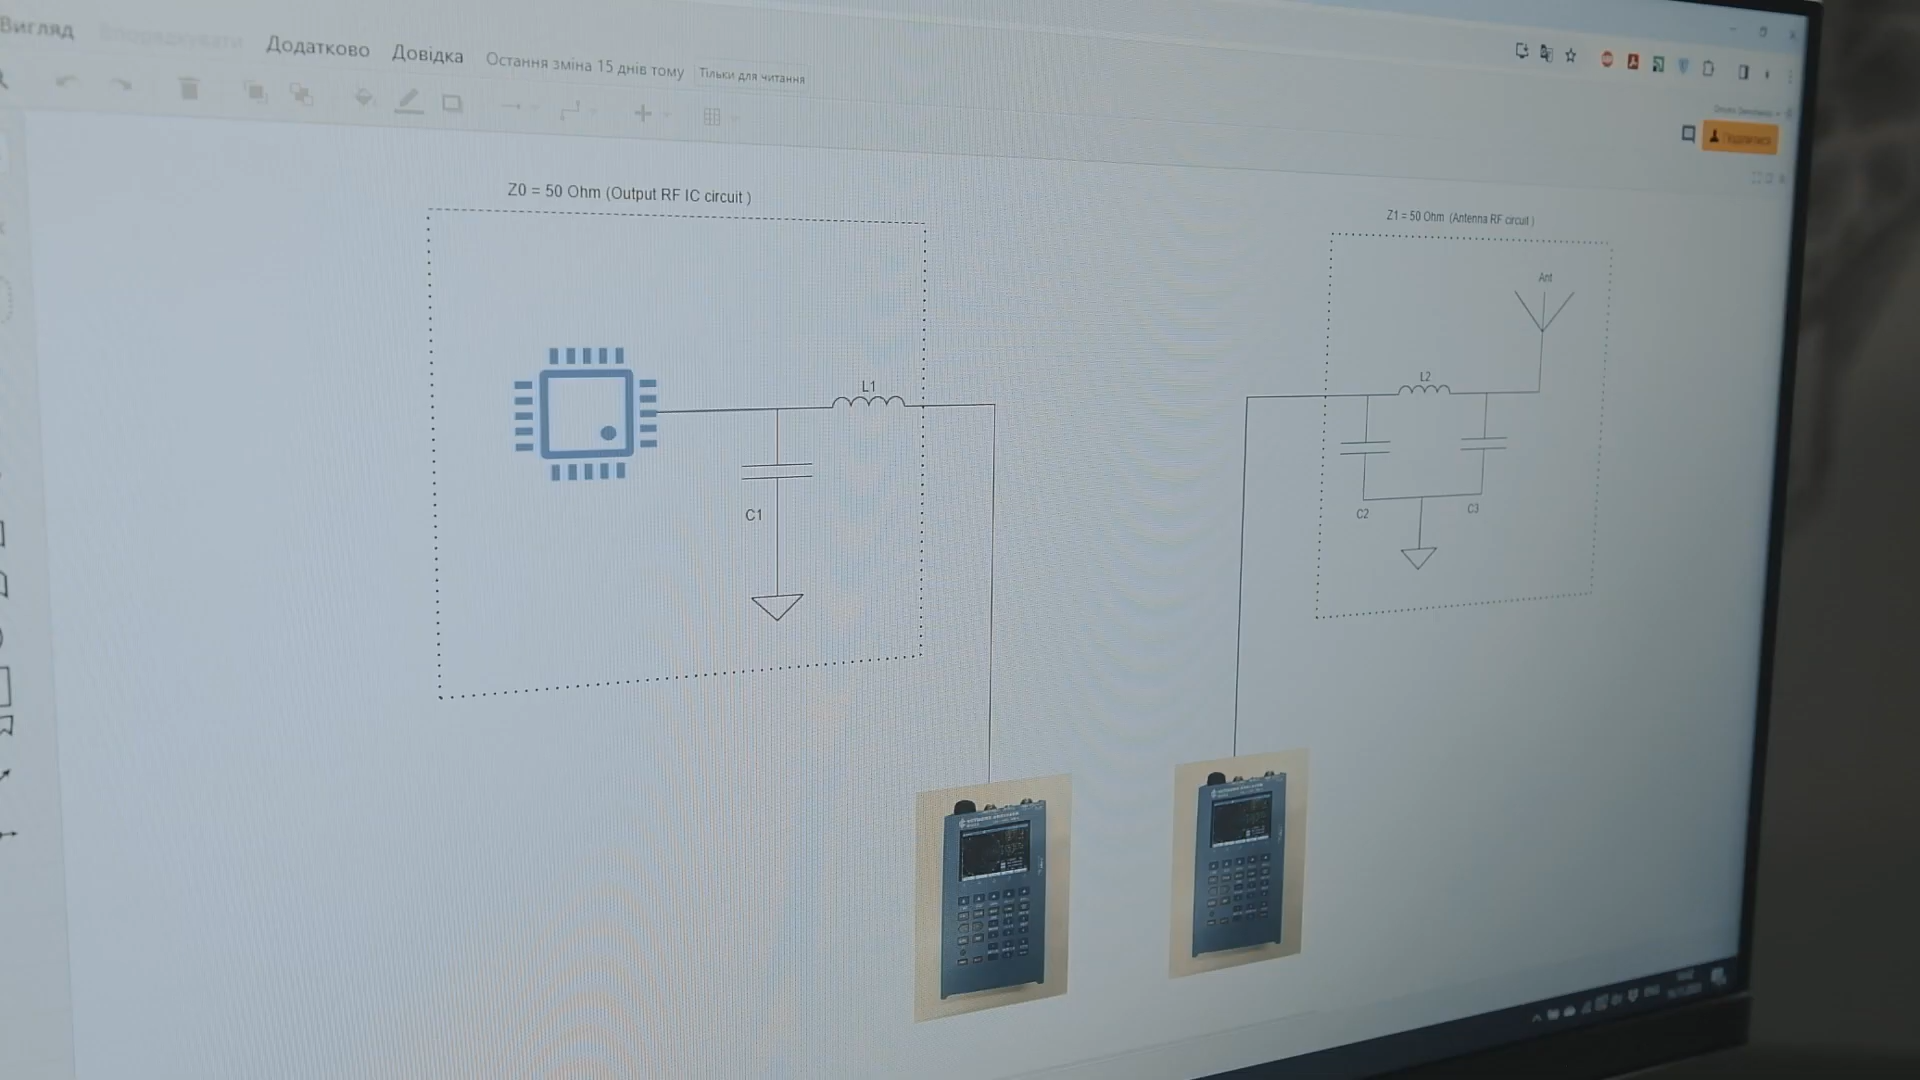 Вигляд
Впорядкувати
Додатково
Довідка
Остання зміна 15 днів тому
Тільки для читання
Z0 = 50 Ohm (Output RF IC circuit )
Z1 = 50 Ohm (Antenna RF circuit )
Ant
L1
L2
C1
C2
C3